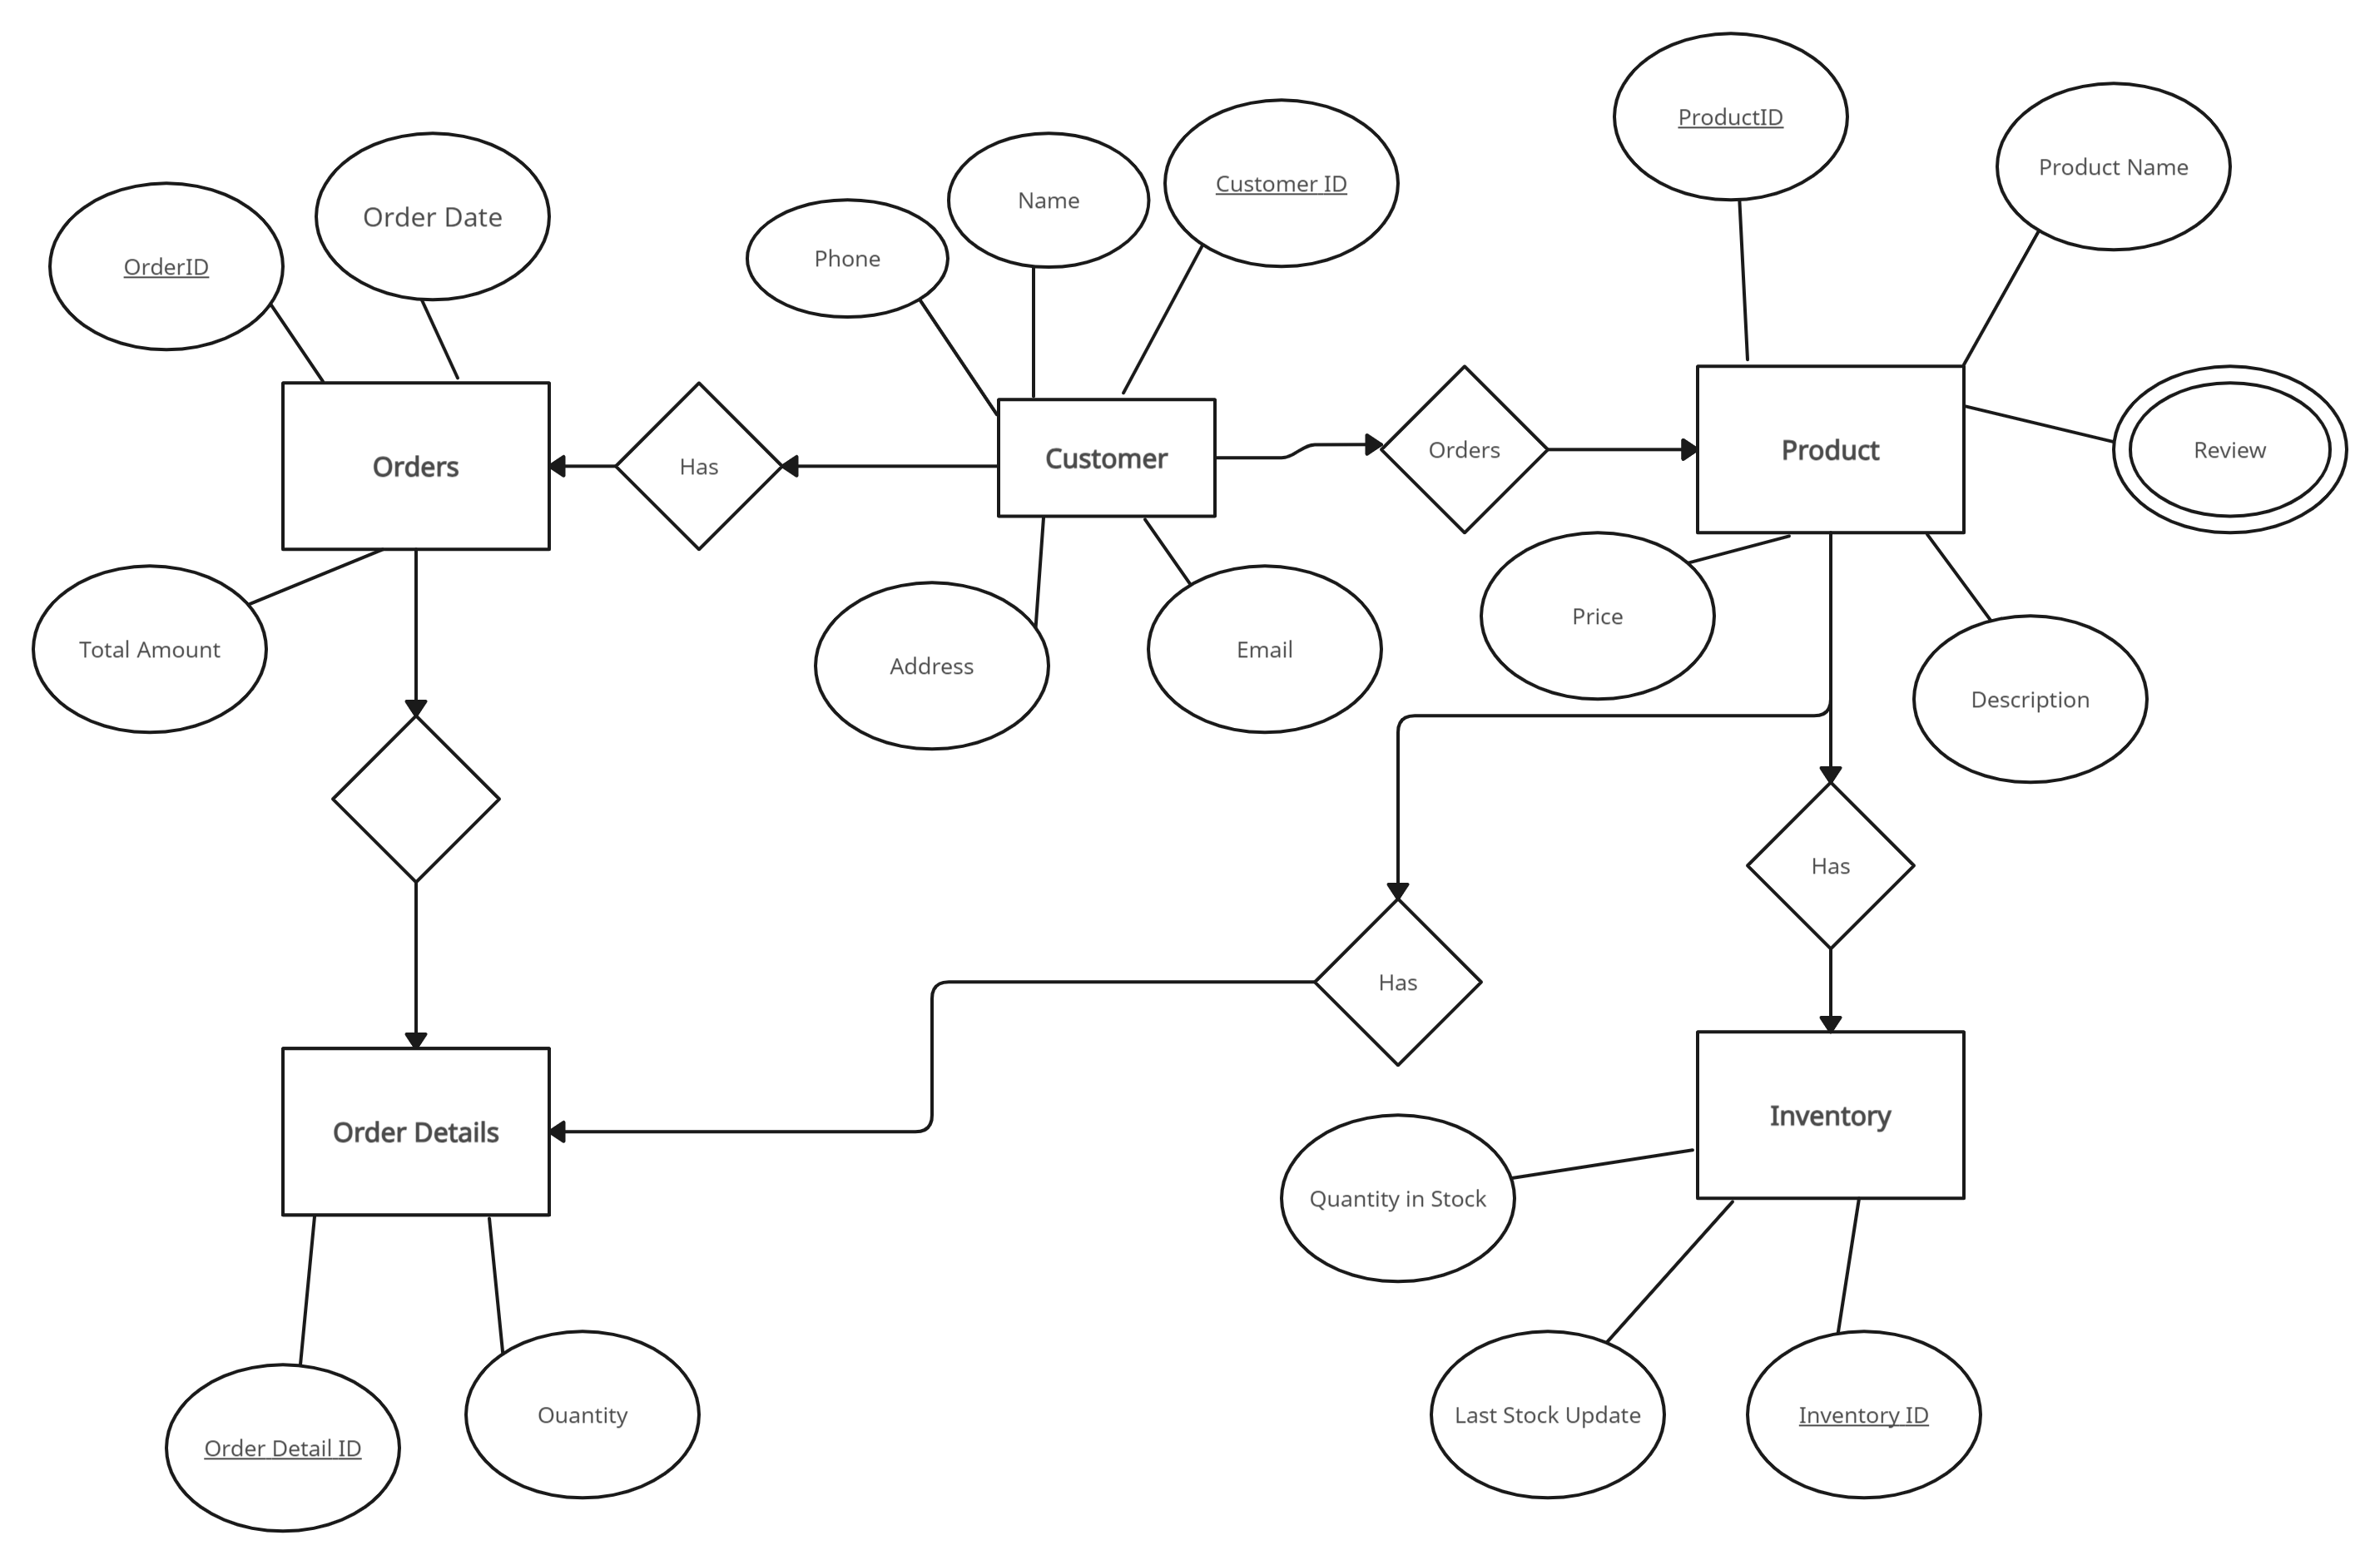 ProductID
Product Name
Customer ID
Name
Order Date
Phone
OrderID
Orders
Has
Customer
Orders
Product
Review
Price
Total Amount
Address
Email
Description
Has
Has
Order Details
Inventory
Quantity in Stock
Ouantity
Last Stock Update
Inventory ID
Order Detail ID